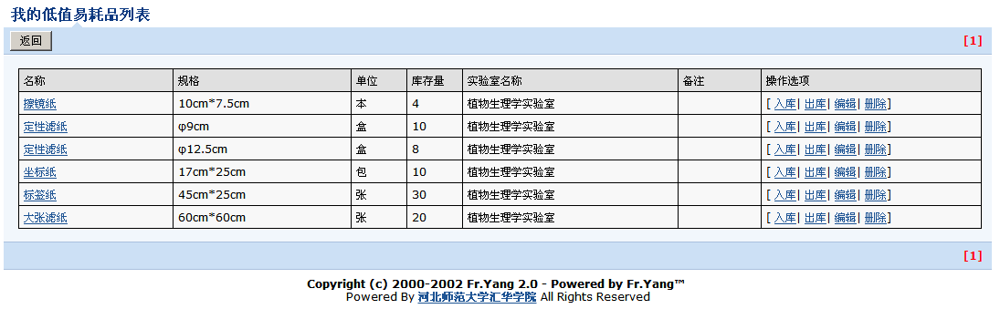 我的低值易耗品列表
返回 [1]
名称 规格 单位 库存量 实验室名称 备注 操作选项
擦镜纸 10cm*7.5cm 本 4 植物生理学实验室 [ 入库| 出库| 编辑| 删除]
定性滤纸 φ9cm 盒 10 植物生理学实验室 [ 入库| 出库| 编辑| 删除]
定性滤纸 φ12.5cm 盒 8 植物生理学实验室 [ 入库| 出库| 编辑| 删除]
坐标纸 17cm*25cm 包 10 植物生理学实验室 [ 入库| 出库| 编辑| 删除]
标签纸 45cm*25cm 张 30 植物生理学实验室 [ 入库| 出库| 编辑| 删除]
大张滤纸 60cm*60cm 张 20 植物生理学实验室 [ 入库| 出库| 编辑| 删除]
[1]
Copyright (c) 2000-2002 Fr.Yang 2.0 - Powered by Fr.Yang™
Powered By 河北师范大学汇华学院 All Rights Reserved